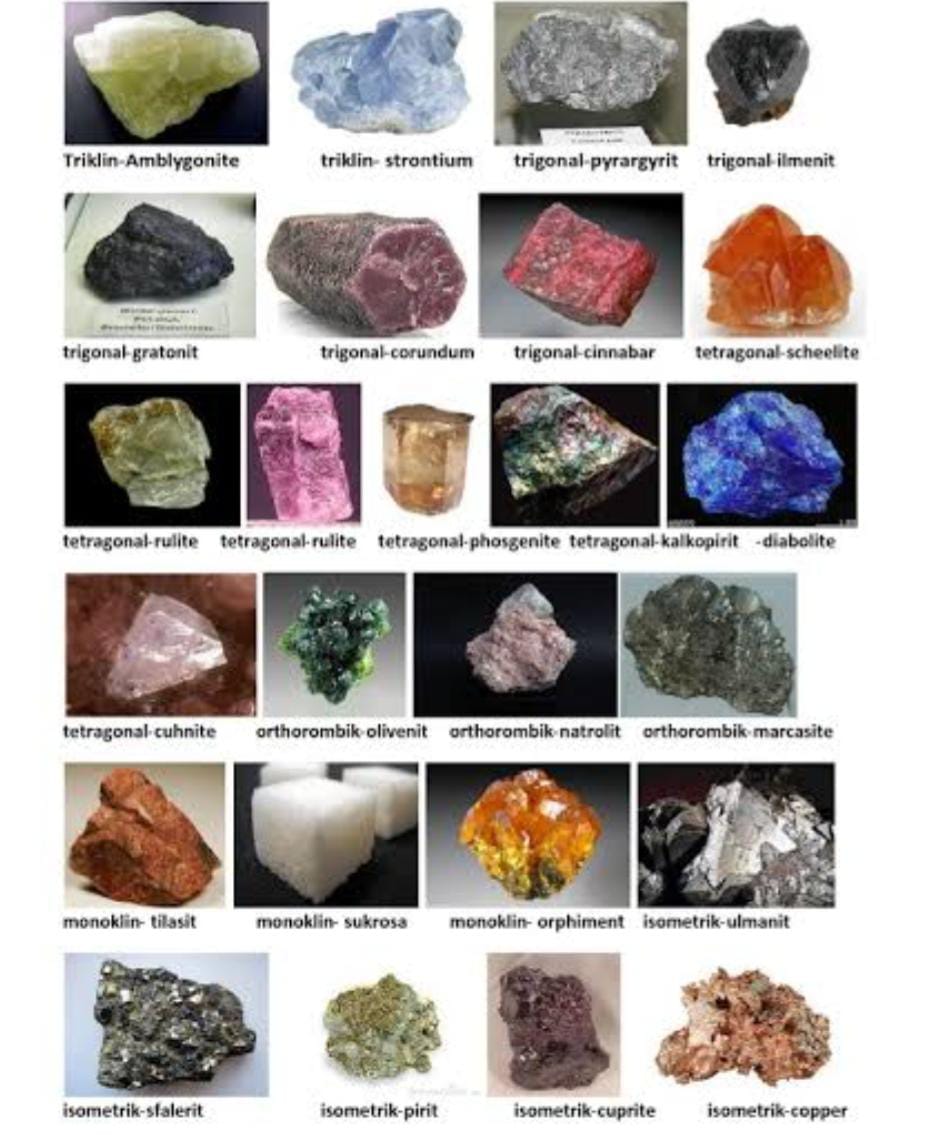 Triklin-Amblygonite
triklin- strontium
trigonal-pyrargyrit
trigonal-ilmenit
trigonal-gratonit
trigonal-corundum
trigonal-cinnabar
tetragonal-scheelite
tetragonal-rulite
tetragonal-rulite
tetragonal-phosgenite
tetragonal-kalkopirit
-diabolite
tetragonal-cuhnite
orthorombik-olivenit
orthorombik-natrolit
orthorombik-marcasite
monoklin- tilasit
monoklin- sukrosa
monoklin- orphiment
isometrik-ulmanit
isometrik-sfalerit
isometrik-pirit
isometrik-cuprite
isometrik-copper